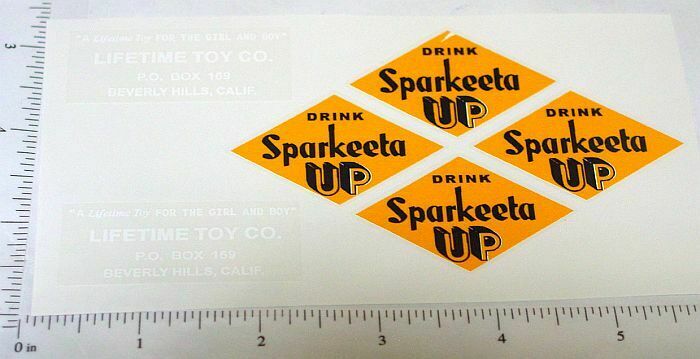 "A Lifetime Toy FOR THE GIRL AND BOY"
LIFETIME TOY CO.
P.O. BOX 169
BEVERLY HILLS, CALIF.
DRINK
Sparkeeta
UP
DRINK
Sparkeeta
UP
DRINK
Sparkeeta
UP
DRINK
Sparkeeta
UP
"A Lifetime Toy FOR THE GIRL AND BOY"
LIFETIME TOY CO.
P.O. BOX 169
BEVERLY HILLS, CALIF.
3
0 in 1 2 3 4 5